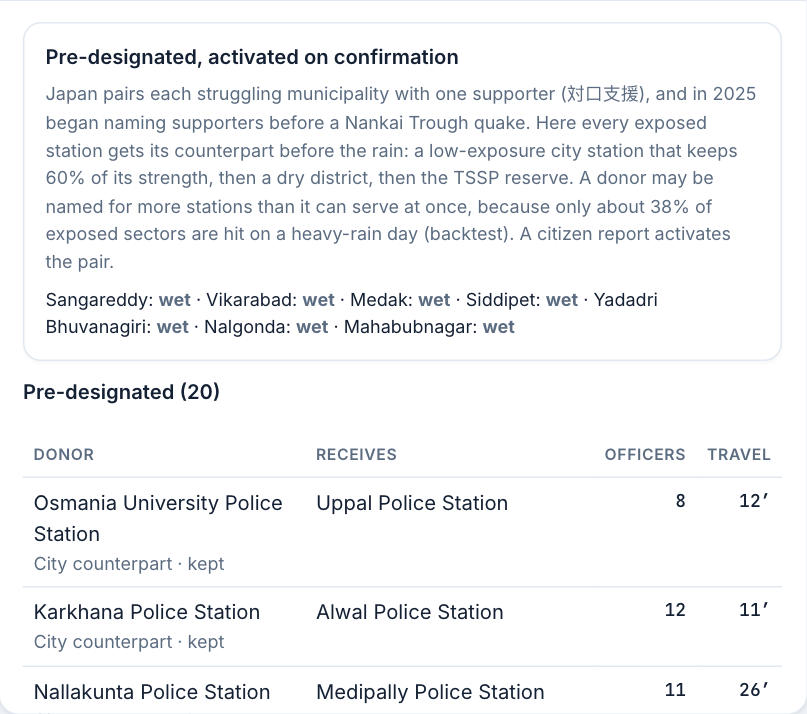 Pre-designated, activated on confirmation
Japan pairs each struggling municipality with one supporter (対口支援), and in 2025
began naming supporters before a Nankai Trough quake. Here every exposed
station gets its counterpart before the rain: a low-exposure city station that keeps
60% of its strength, then a dry district, then the TSSP reserve. A donor may be
named for more stations than it can serve at once, because only about 38% of
exposed sectors are hit on a heavy-rain day (backtest). A citizen report activates
the pair.
Sangareddy: wet · Vikarabad: wet · Medak: wet · Siddipet: wet · Yadadri
Bhuvanagiri: wet · Nalgonda: wet · Mahabubnagar: wet
Pre-designated (20)
DONOR RECEIVES OFFICERS TRAVEL
Osmania University Police Uppal Police Station 8 12′
Station
City counterpart · kept
Karkhana Police Station Alwal Police Station 12 11′
City counterpart · kept
Nallakunta Police Station Medipally Police Station 11 26′